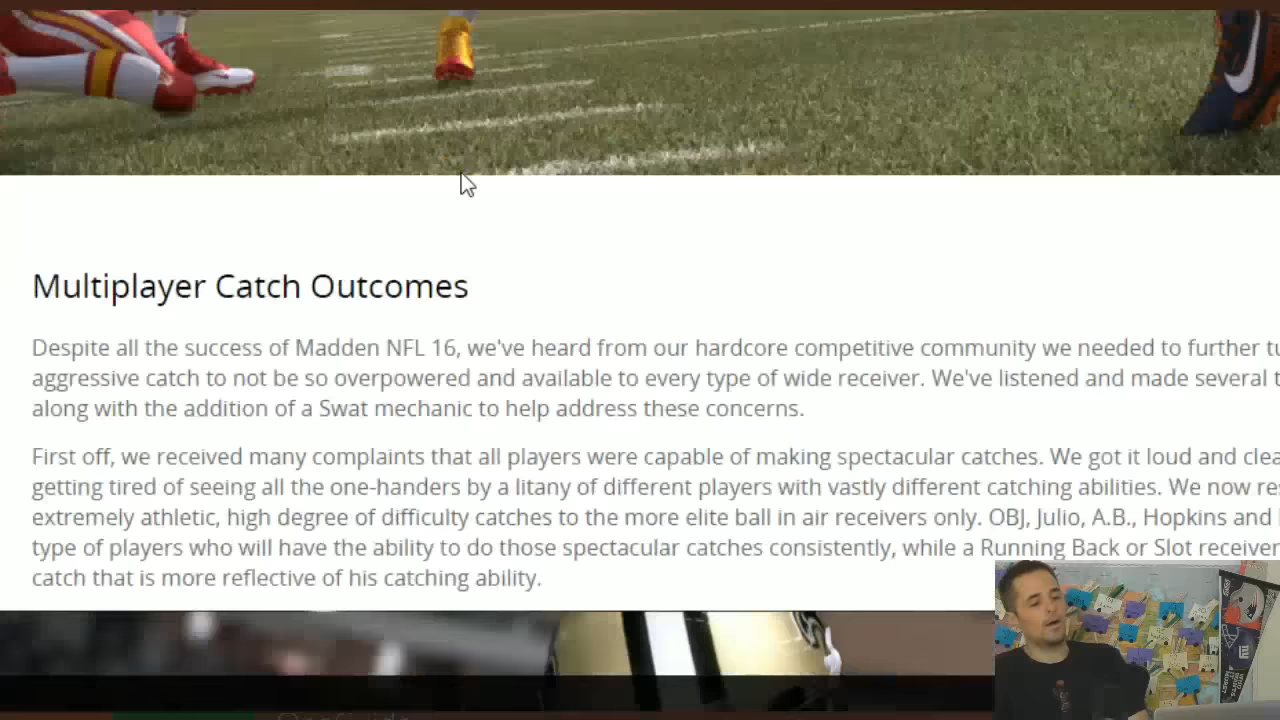 Multiplayer Catch Outcomes
Despite all the success of Madden NFL 16, we've heard from our hardcore competitive community we needed to further tu
aggressive catch to not be so overpowered and available to every type of wide receiver. We've listened and made several t
along with the addition of a Swat mechanic to help address these concerns.
First off, we received many complaints that all players were capable of making spectacular catches. We got it loud and clea
getting tired of seeing all the one-handers by a litany of different players with vastly different catching abilities. We now res
extremely athletic, high degree of difficulty catches to the more elite ball in air receivers only. OBJ, Julio, A.B., Hopkins and
type of players who will have the ability to do those spectacular catches consistently, while a Running Back or Slot receiver
catch that is more reflective of his catching ability.